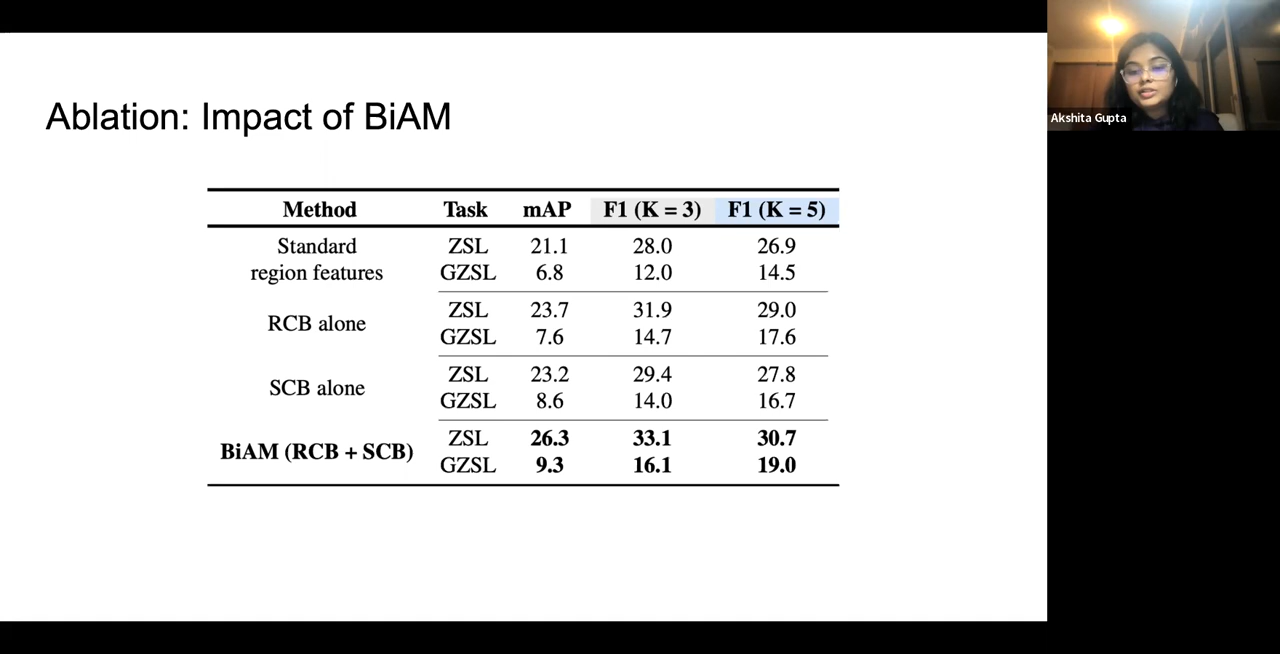 Ablation: Impact of BiAM
Akshita Gupta
Method Task mAP F1 (K = 3) F1 (K = 5)
Standard region features ZSL 21.1 28.0 26.9
GZSL 6.8 12.0 14.5
RCB alone ZSL 23.7 31.9 29.0
GZSL 7.6 14.7 17.6
SCB alone ZSL 23.2 29.4 27.8
GZSL 8.6 14.0 16.7
BiAM (RCB + SCB) ZSL 26.3 33.1 30.7
GZSL 9.3 16.1 19.0